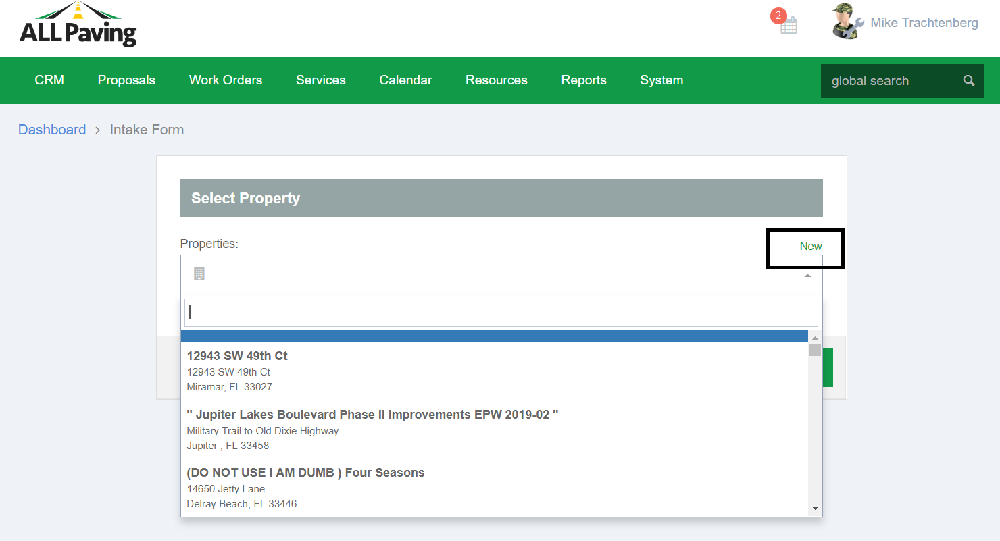 ALL Paving
2
Mike Trachtenberg
CRM Proposals Work Orders Services Calendar Resources Reports System
global search
Dashboard > Intake Form
Select Property
Properties:
New
12943 SW 49th Ct
12943 SW 49th Ct
Miramar, FL 33027
" Jupiter Lakes Boulevard Phase II Improvements EPW 2019-02 "
Military Trail to Old Dixie Highway
Jupiter , FL 33458
(DO NOT USE I AM DUMB ) Four Seasons
14650 Jetty Lane
Delray Beach, FL 33446